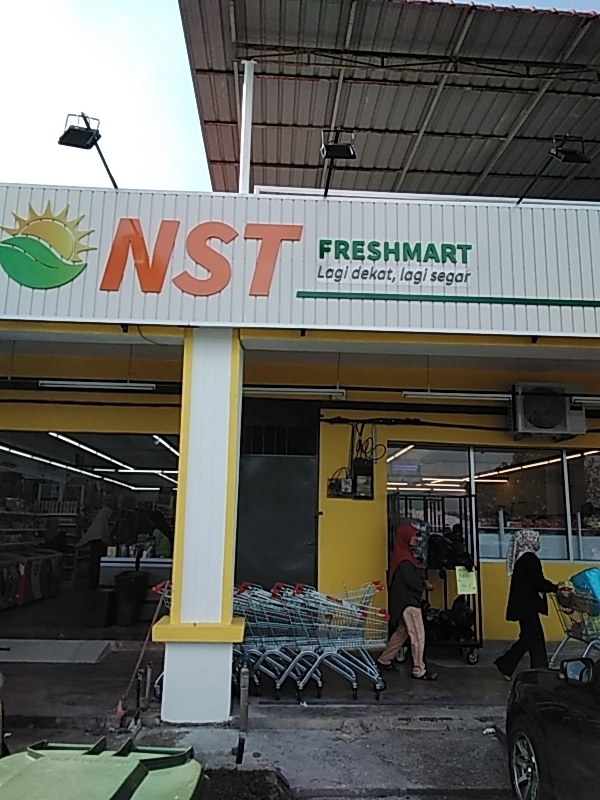 NST
FRESHMART
Lagi dekat, lagi segar